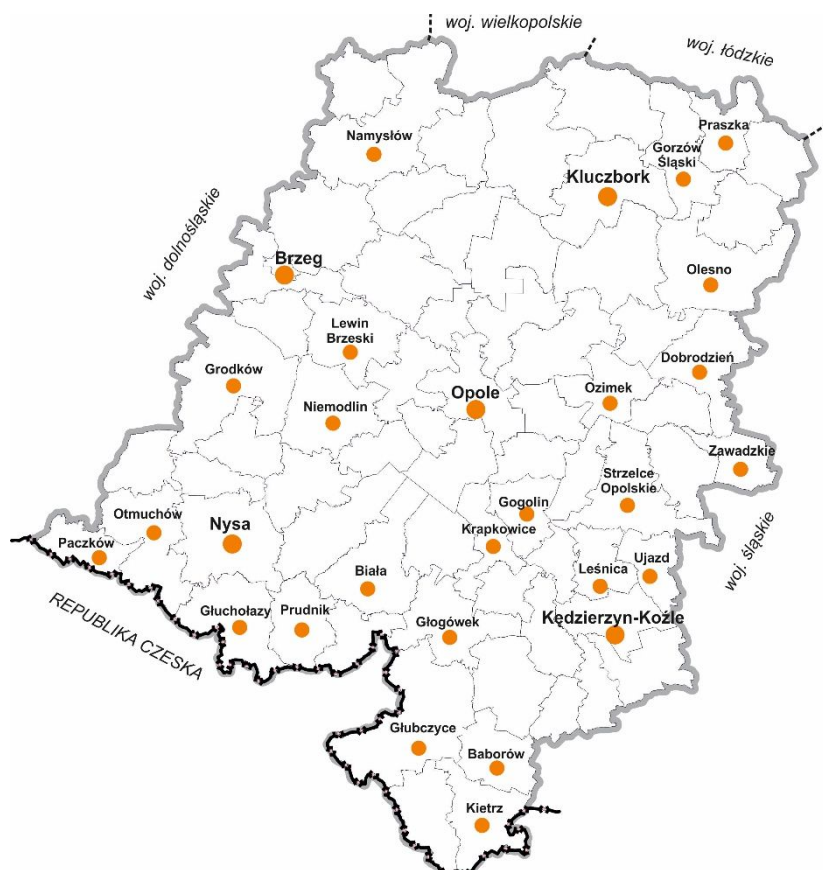 woj. wielkopolskie
woj. łódzkie
Praszka
Namysłów
Gorzów
Śląski
Kluczbork
woj. dolnośląskie
Brzeg
Olesno
Lewin
Brzeski
Dobrodzień
Grodków
Opole
Ozimek
Niemodlin
Zawadzkie
Strzelce
Opolskie
Gogolin
Otmuchów
Nysa
Krapkowice
Paczków
Ujazd
woj. śląskie
Leśnica
Biała
REPUBLIKA CZESKA
Głuchołazy
Prudnik
Kędzierzyn-Koźle
Głogówek
Głubczyce
Baborów
Kietrz